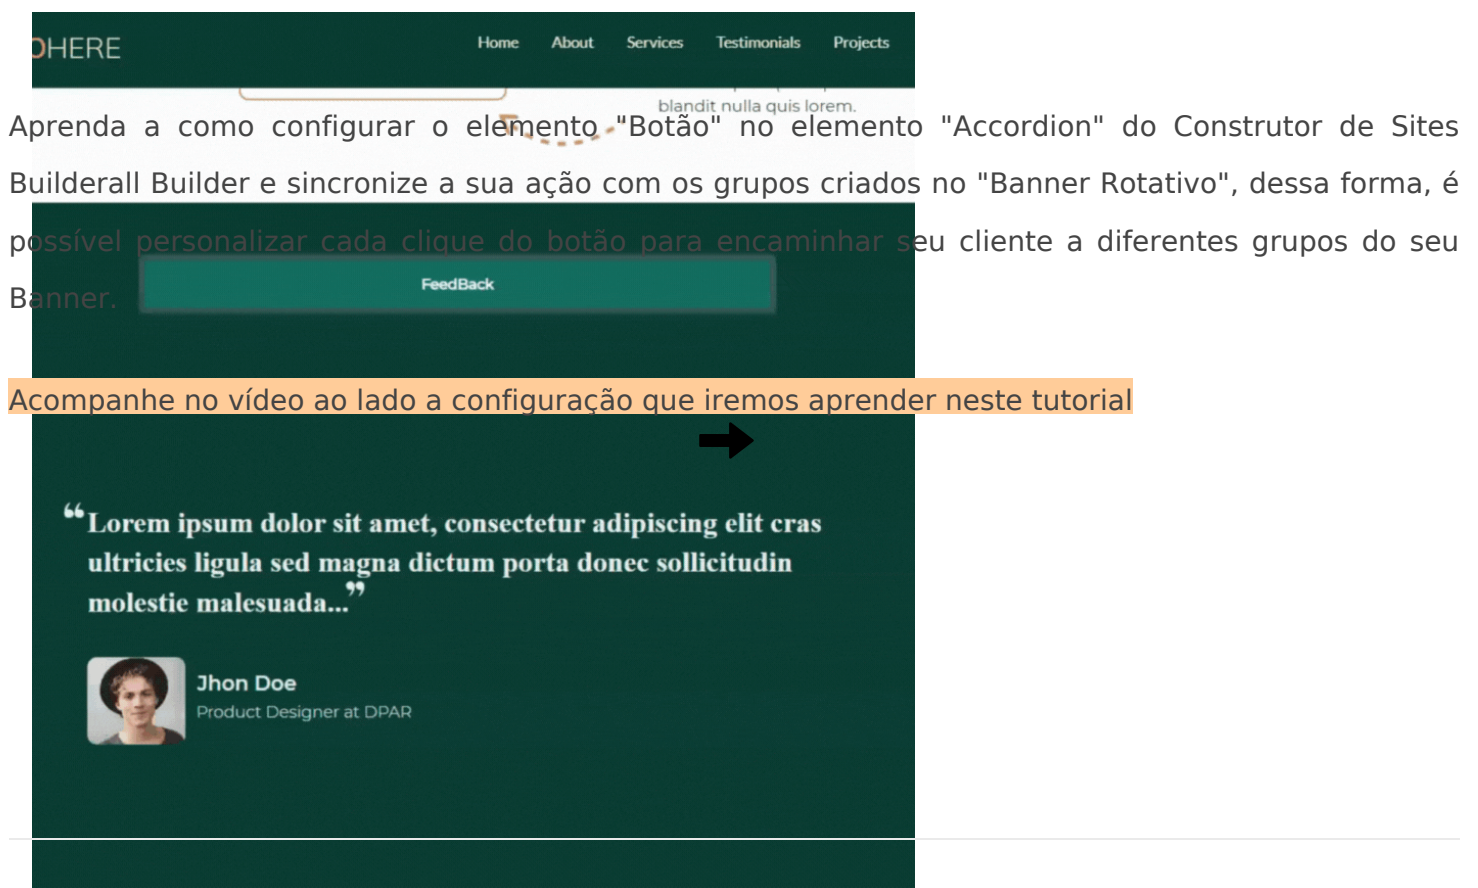 OHERE
Home About Services Testimonials Projects
blandit nulla quis lorem.
Aprenda a como configurar o elemento "Botão" no elemento "Accordion" do Construtor de Sites
Builderall Builder e sincronize a sua ação com os grupos criados no "Banner Rotativo", dessa forma, é
possível personalizar cada clique do botão para encaminhar seu cliente a diferentes grupos do seu
Banner.
FeedBack
Acompanhe no vídeo ao lado a configuração que iremos aprender neste tutorial
“Lorem ipsum dolor sit amet, consectetur adipiscing elit cras
ultricies ligula sed magna dictum porta donec sollicitudin
molestie malesuada...”
Jhon Doe
Product Designer at DPAR